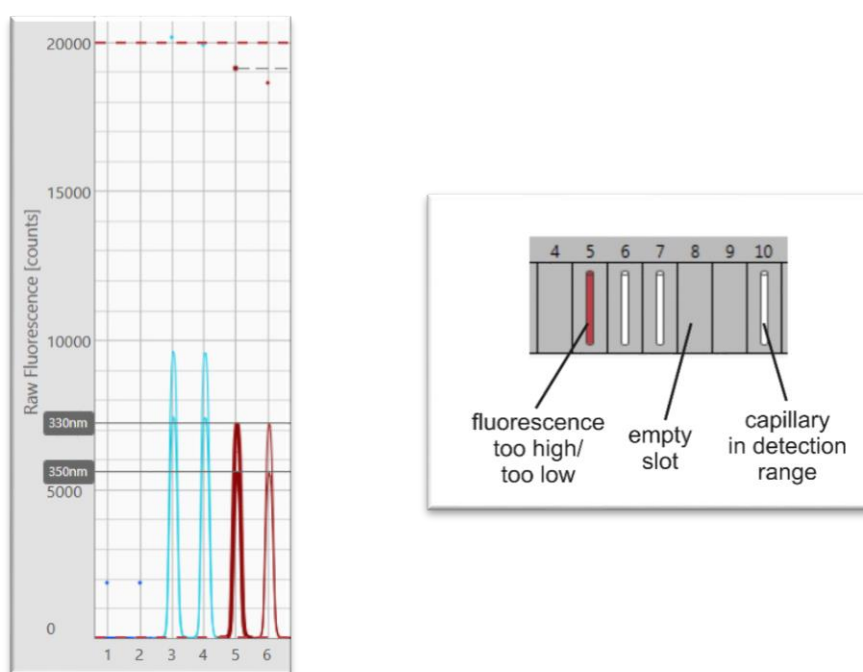 20000
15000
10000
5000
0
Raw Fluorescence [counts]
330nm
350nm
1 2 3 4 5 6
4 5 6 7 8 9 10
fluorescence
too high/
too low
empty
slot
capillary
in detection
range